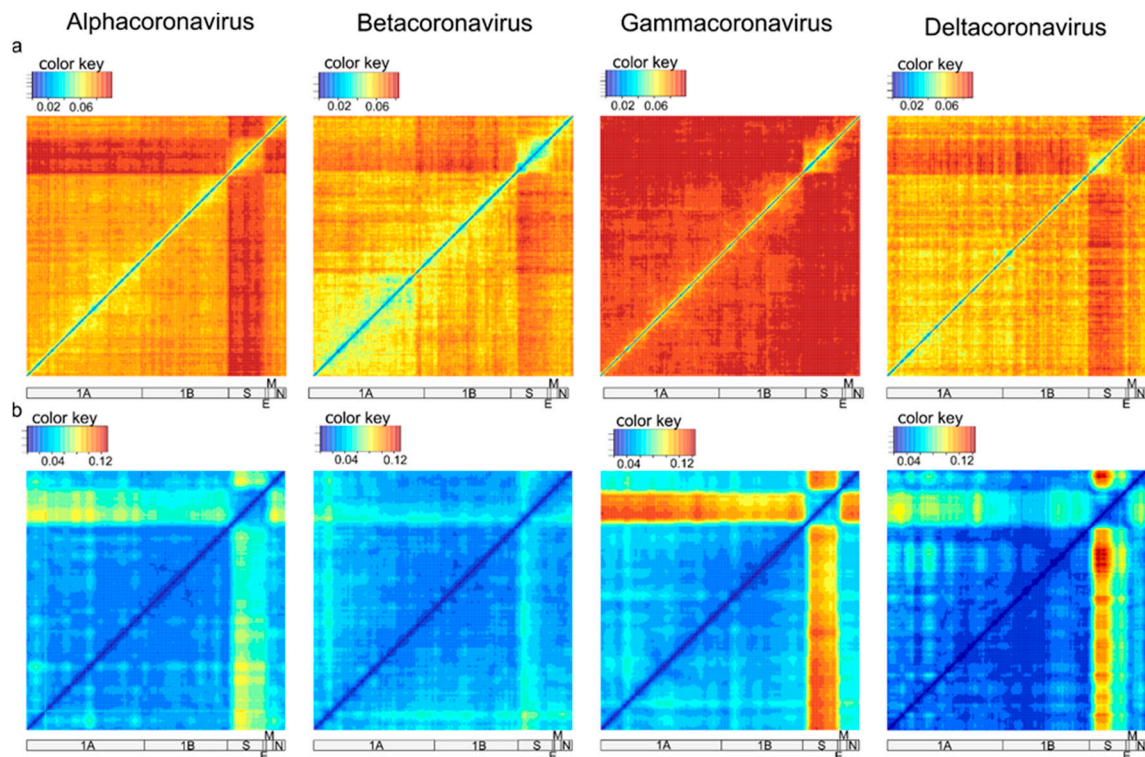 Alphacoronavirus Betacoronavirus Gammacoronavirus Deltacoronavirus
a
color key color key color key color key
0.02 0.06 0.02 0.06 0.02 0.06 0.02 0.06
M M M M
1A 1B S N 1A 1B S N 1A 1B S N 1A 1B S N
E E E E
b
color key color key color key color key
0.04 0.12 0.04 0.12 0.04 0.12 0.04 0.12
M M M M
1A 1B S N 1A 1B S N 1A 1B S N 1A 1B S N
E E E E